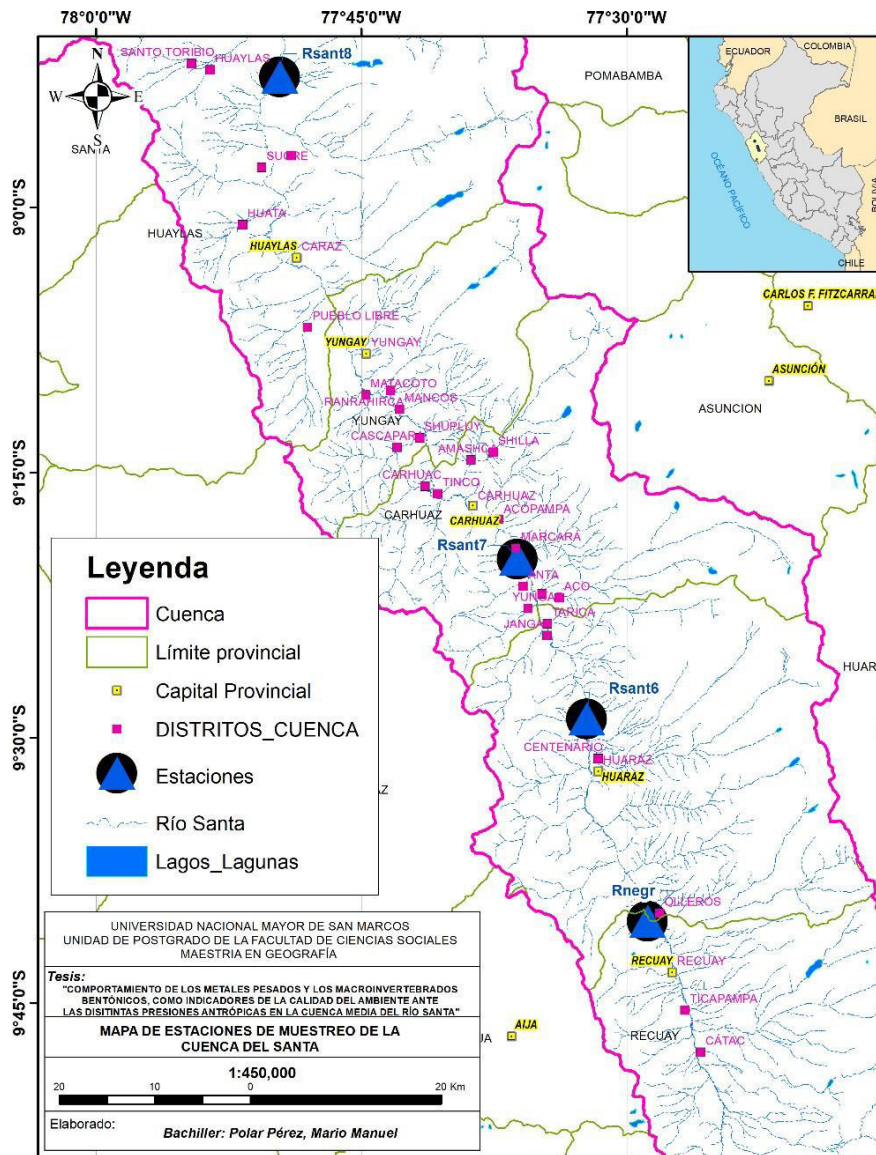 78°0'0"W
77°45'0"W
77°30'0"W
SANTO TORIBIO
HUAYLAS
Rsant8
POMABAMBA
ECUADOR
COLOMBIA
BRASIL
BOLIVIA
CHILE
OCÉANO PACÍFICO
N
W
E
S
SANTA
SUCRE
9°0'0"S
HUATA
HUAYLAS
HUAYLAS
CARAZ
PUEBLO LIBRE
YUNGAY
YUNGAY
CARLOS F. FITZCARRAL
ASUNCIÓN
ASUNCION
MATACOTO
RANRAHIRCA
MANCOS
YUNGAY
SHUPLUY
CASCAPAR
AMASHCA
SHILLA
9°15'0"S
CARHUAC
TINCO
CARHUAZ
CARHUAZ
ACOPAMPA
CARHUAZ
Rsant7
MARCARÁ
ANTA
ACO
YUNGA
TARICA
JANGA
HUAR
Leyenda
Cuenca
Límite provincial
Capital Provincial
DISTRITOS_CUENCA
Estaciones
Río Santa
Lagos_Lagunas
Rsant6
9°30'0"S
CENTENARIO
HUARAZ
HUARAZ
AZ
Rnegr
OLLEROS
RECUAY
RECUAY
9°45'0"S
TICAPAMPA
AIJA
JA
RECUAY
CÁTAC
UNIVERSIDAD NACIONAL MAYOR DE SAN MARCOS
UNIDAD DE POSTGRADO DE LA FACULTAD DE CIENCIAS SOCIALES
MAESTRIA EN GEOGRAFÍA
Tesis:
"COMPORTAMIENTO DE LOS METALES PESADOS Y LOS MACROINVERTEBRADOS
BENTÓNICOS, COMO INDICADORES DE LA CALIDAD DEL AMBIENTE ANTE
LAS DISITINTAS PRESIONES ANTRÓPICAS EN LA CUENCA MEDIA DEL RÍO SANTA"
MAPA DE ESTACIONES DE MUESTREO DE LA
CUENCA DEL SANTA
1:450,000
20 10 0 20 Km
Elaborado:
Bachiller: Polar Pérez, Mario Manuel